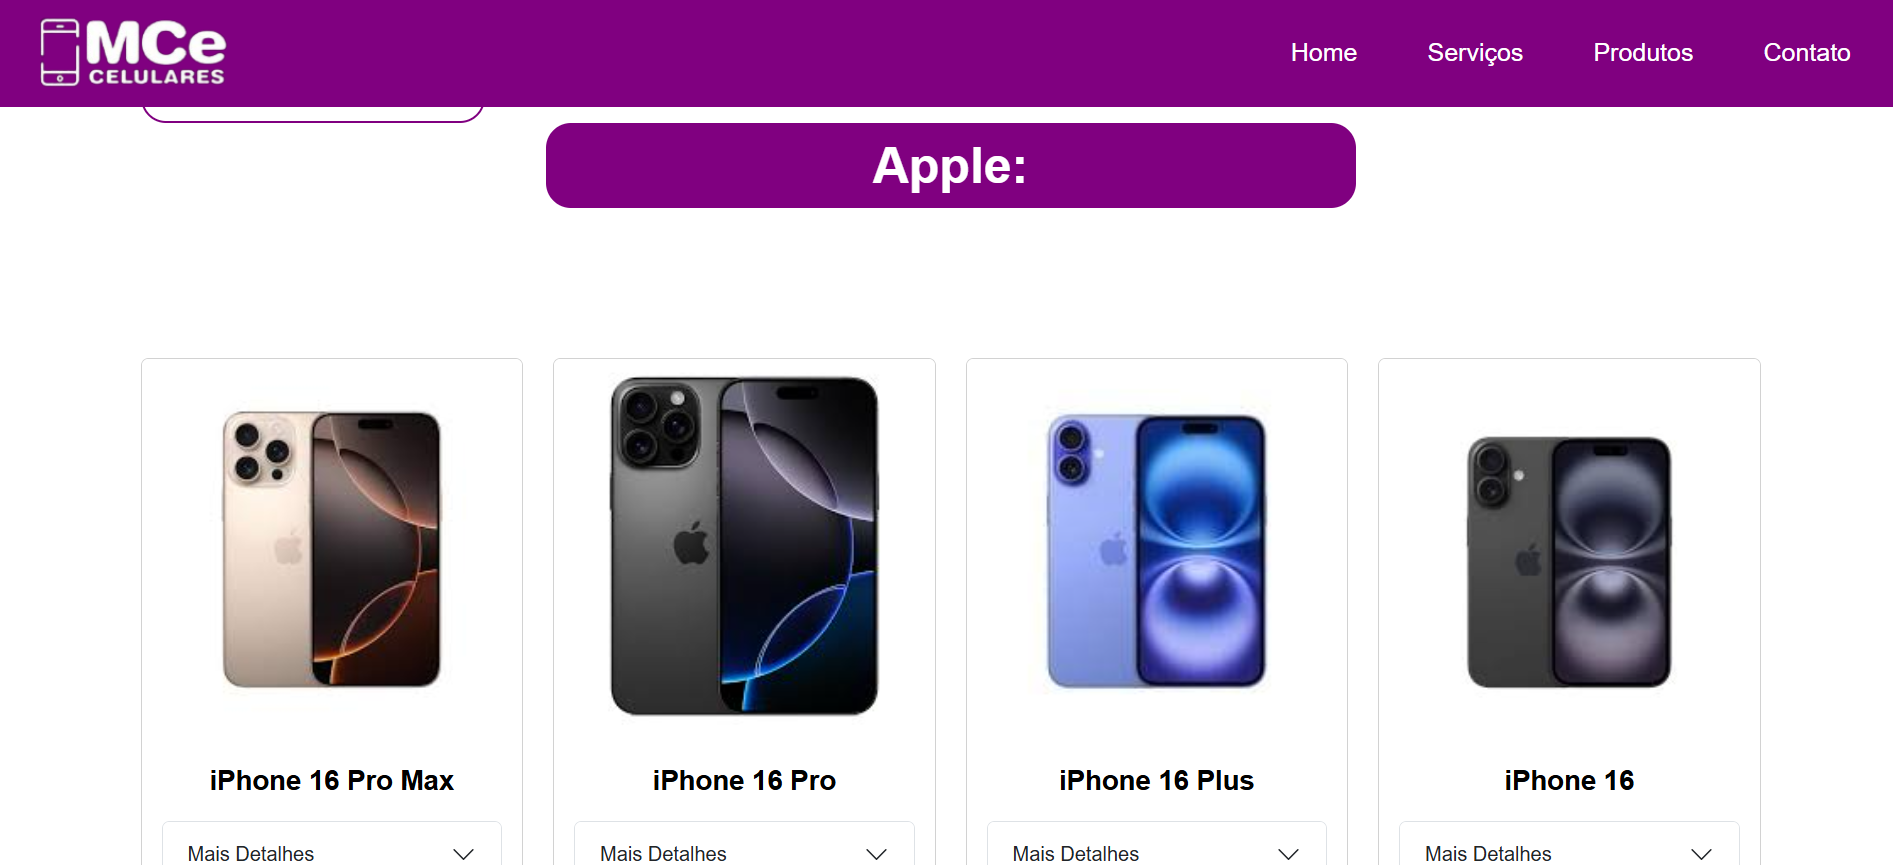 MCe
CELULARES
Home
Serviços
Produtos
Contato
Apple:
iPhone 16 Pro Max
iPhone 16 Pro
iPhone 16 Plus
iPhone 16
Mais Detalhes
Mais Detalhes
Mais Detalhes
Mais Detalhes